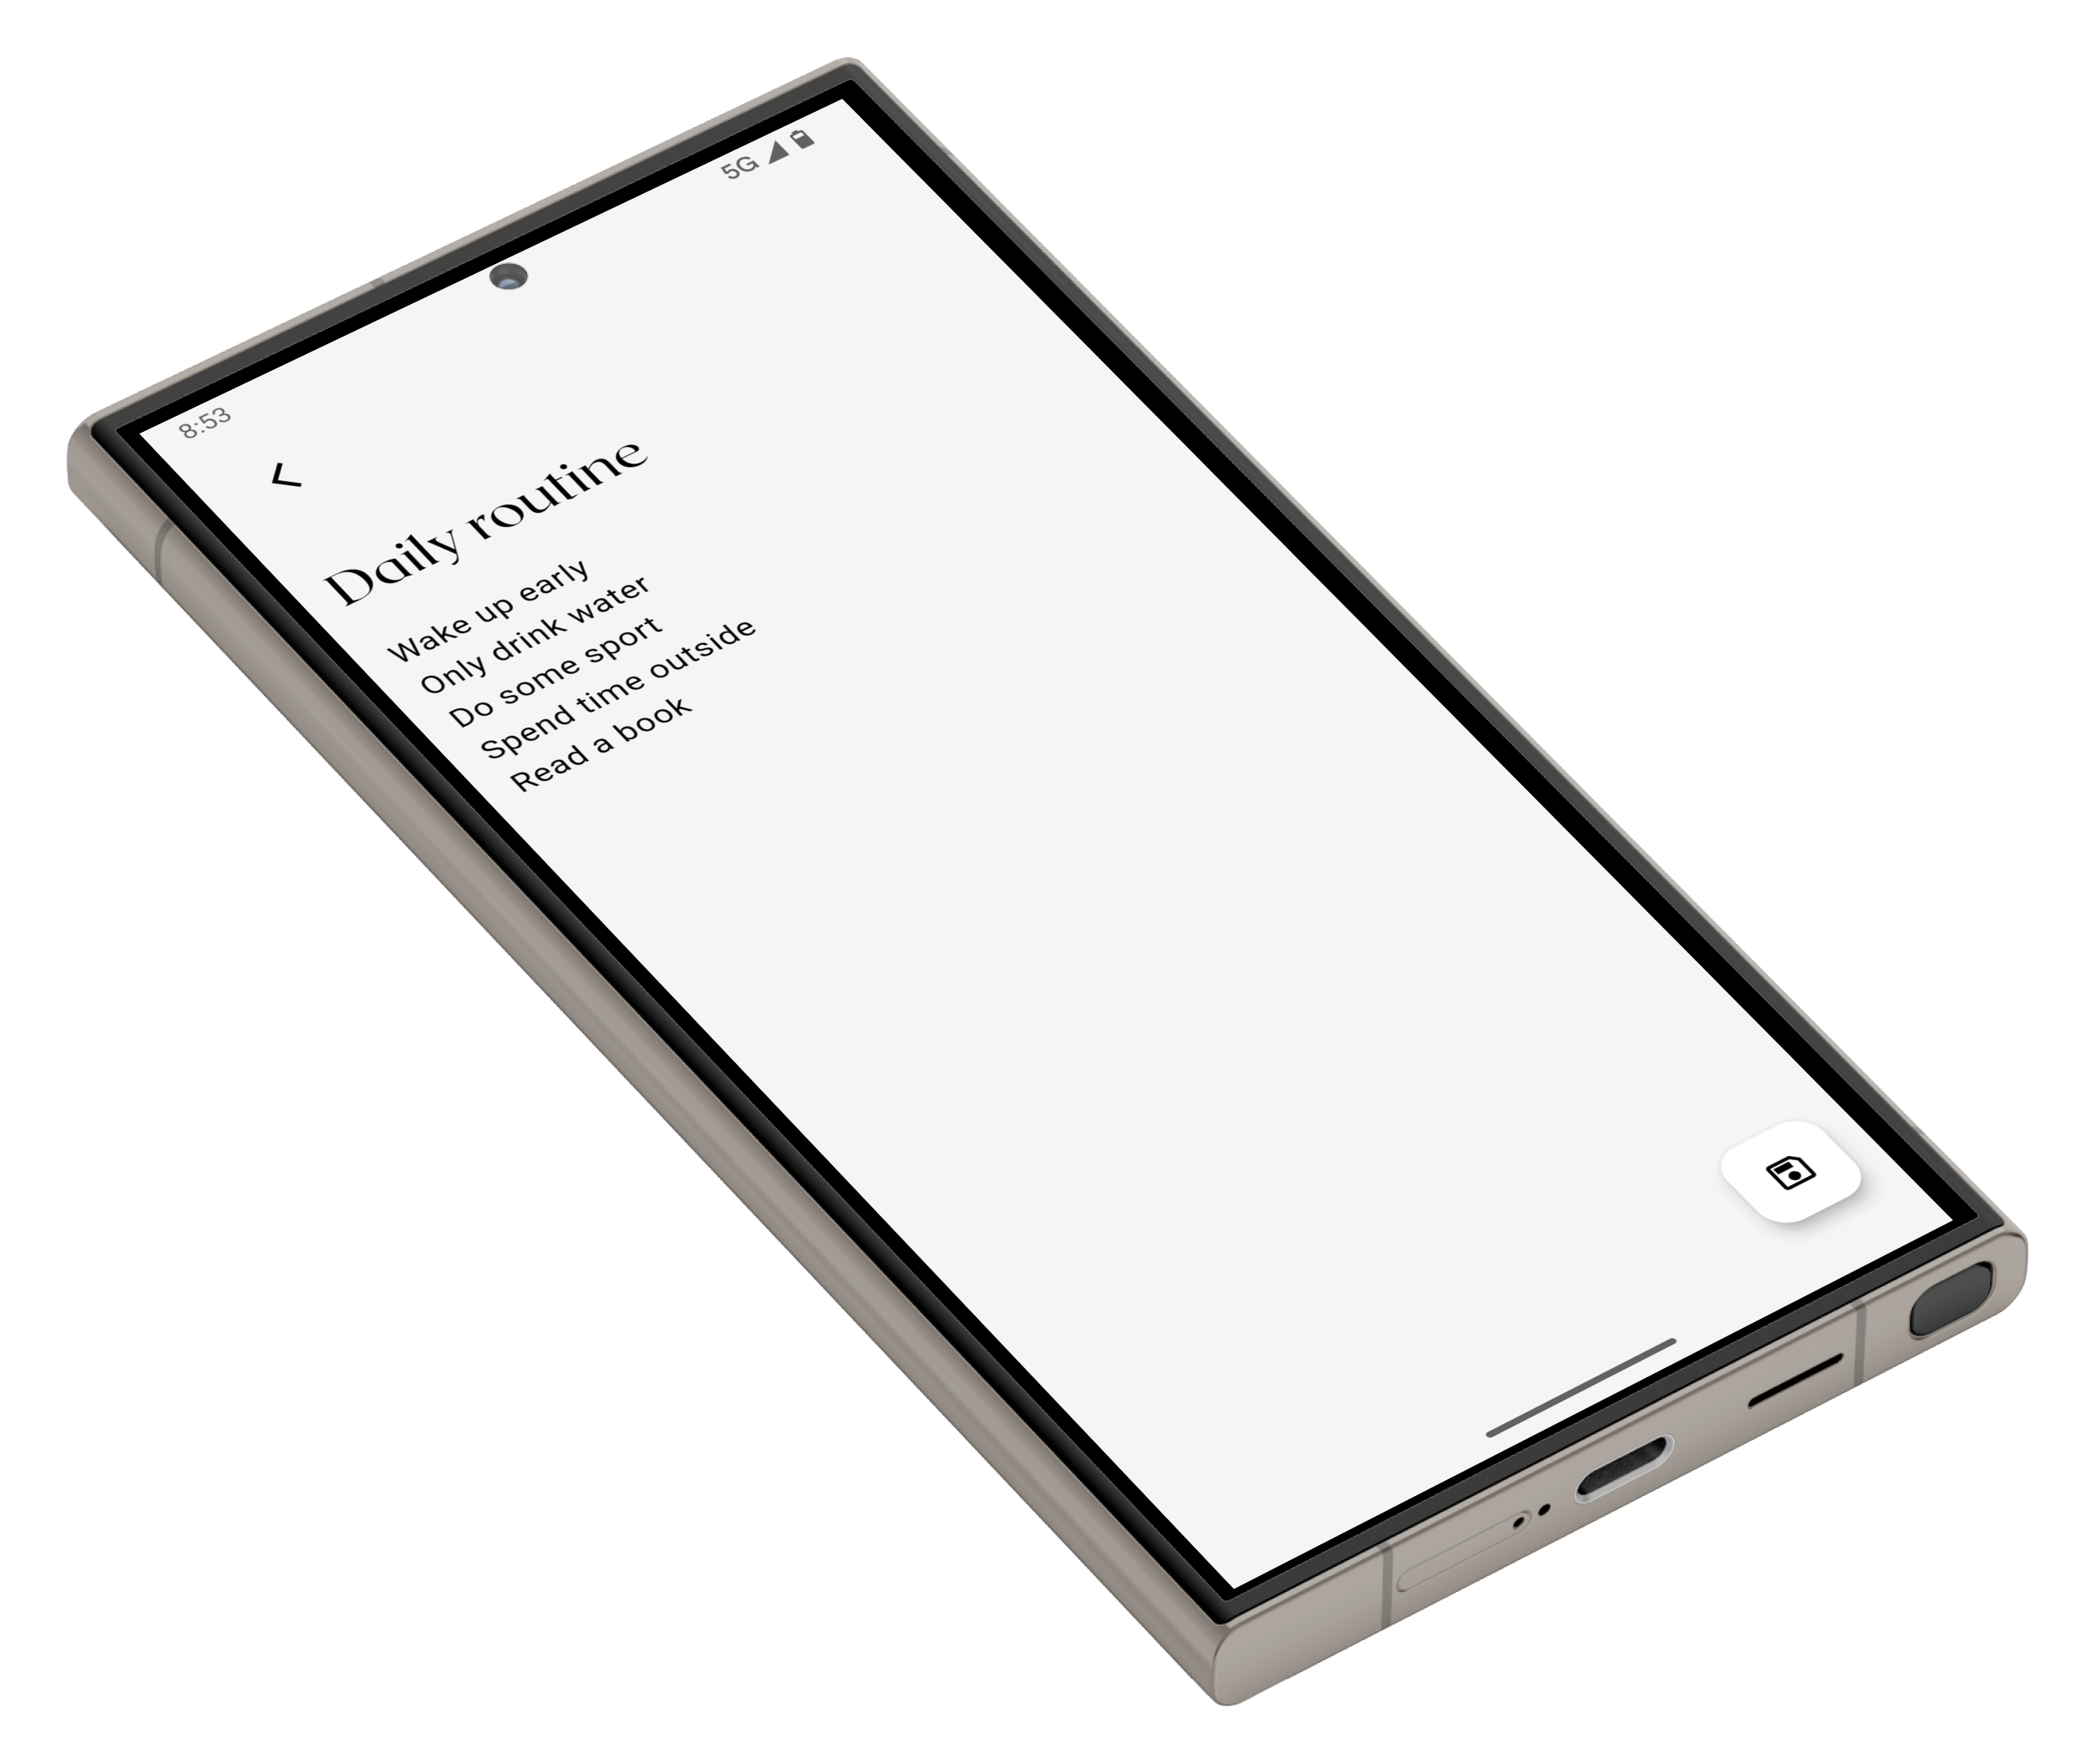 8:53
5G
Daily routine
Wake up early
Only drink water
Do some sport
Spend time outside
Read a book